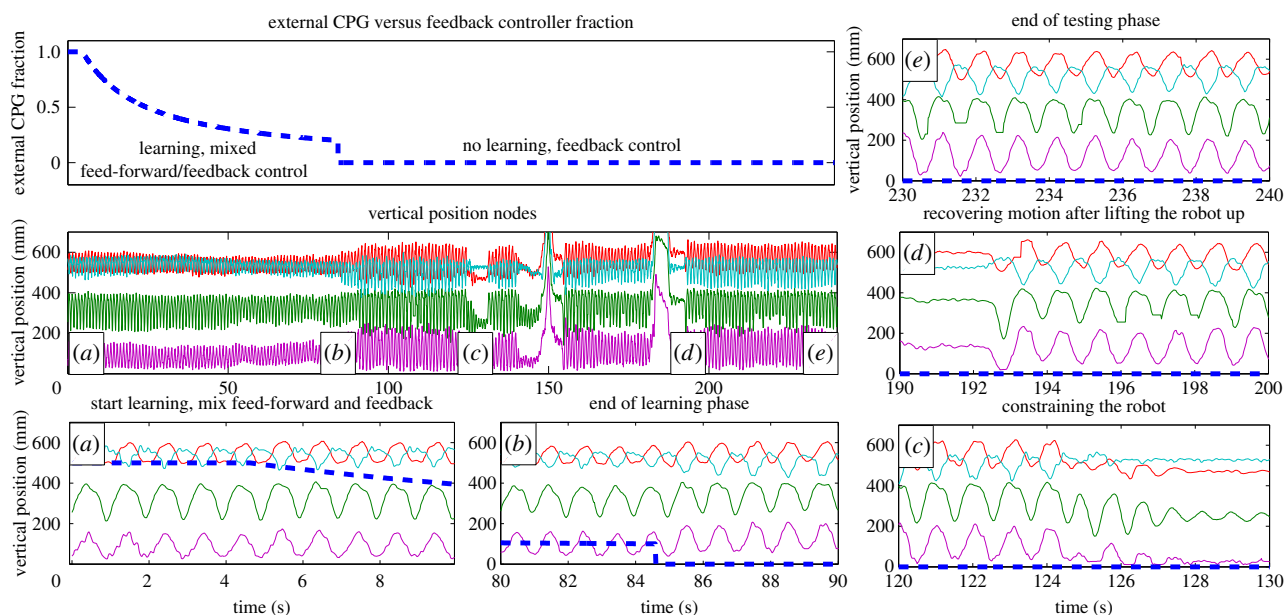 external CPG versus feedback controller fraction
external CPG fraction
1.0
0.5
0
learning, mixed
feed-forward/feedback control
no learning, feedback control
end of testing phase
vertical position (mm)
(e)
600
400
200
0
230 232 234 236 238 240
vertical position nodes
vertical position (mm)
600
400
200
(a) (b) (c) (d) (e)
0 50 100 150 200
recovering motion after lifting the robot up
(d)
600
400
200
0
190 192 194 196 198 200
start learning, mix feed-forward and feedback
vertical position (mm)
(a)
600
400
200
0 2 4 6 8
time (s)
end of learning phase
(b)
600
400
200
0
80 82 84 86 88 90
time (s)
constraining the robot
(c)
600
400
200
0
120 122 124 126 128 130
time (s)